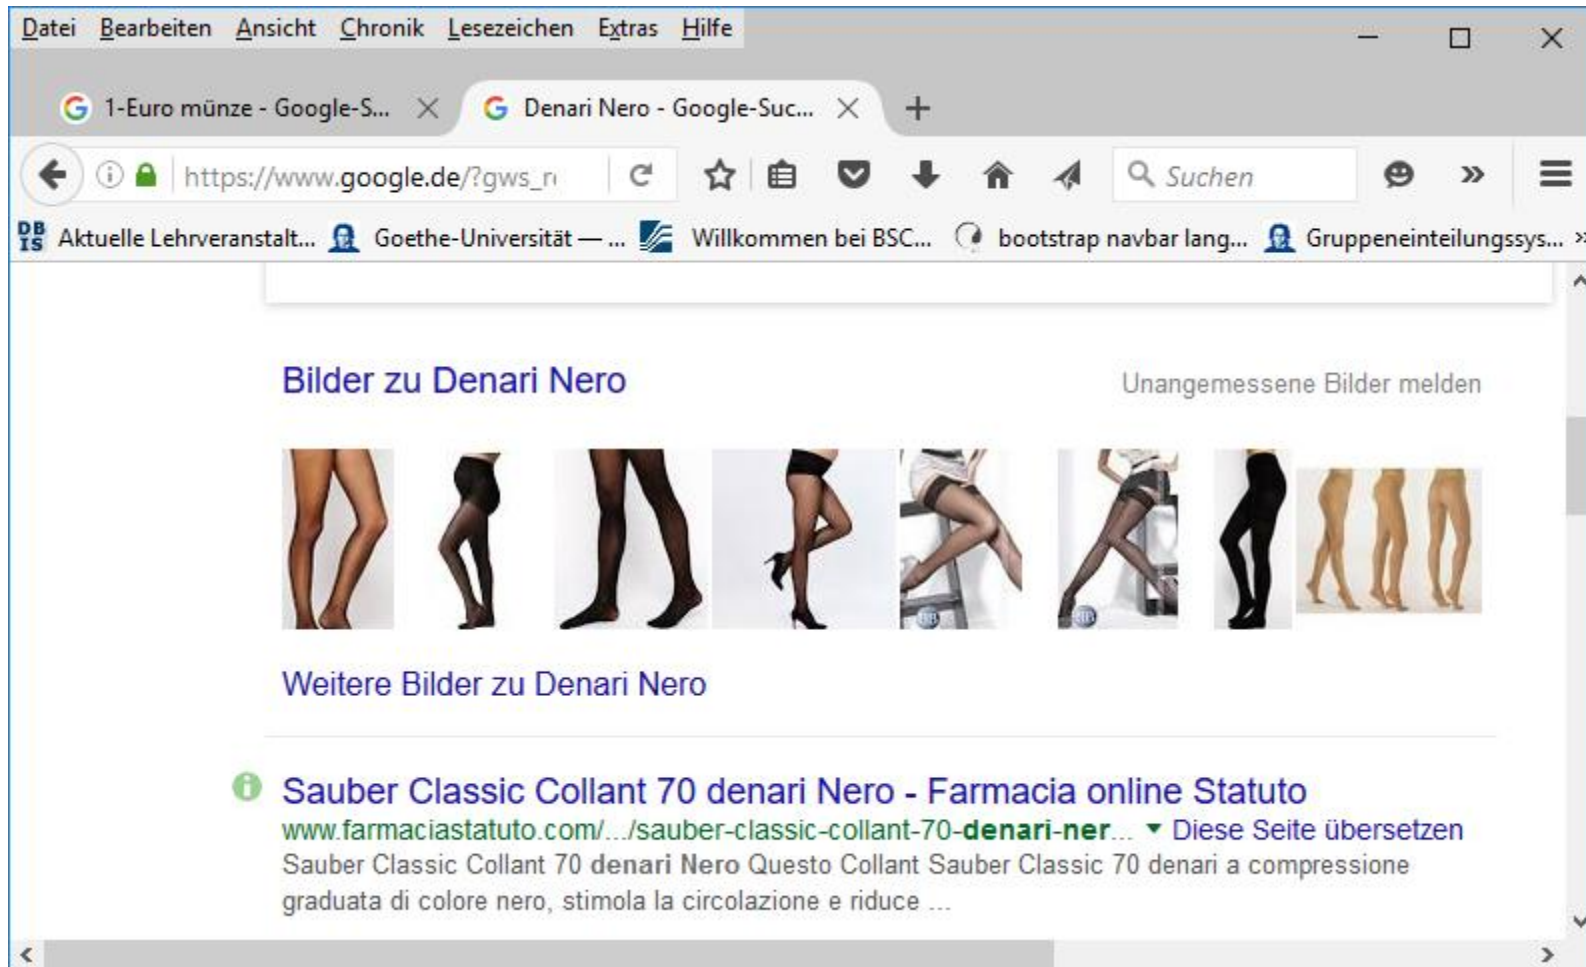 Datei Bearbeiten Ansicht Chronik Lesezeichen Extras Hilfe
1-Euro münze - Google-S... Denari Nero - Google-Suc...
https://www.google.de/?gws_r Suchen
DBIS Aktuelle Lehrveranstalt... Goethe-Universität — ... Willkommen bei BSC... bootstrap navbar lang... Gruppeneinteilungssys...
Bilder zu Denari Nero Unangemessene Bilder melden
Weitere Bilder zu Denari Nero
Sauber Classic Collant 70 denari Nero - Farmacia online Statuto
www.farmaciastatuto.com/.../sauber-classic-collant-70-denari-ner... Diese Seite übersetzen
Sauber Classic Collant 70 denari Nero Questo Collant Sauber Classic 70 denari a compressione
graduata di colore nero, stimola la circolazione e riduce ...